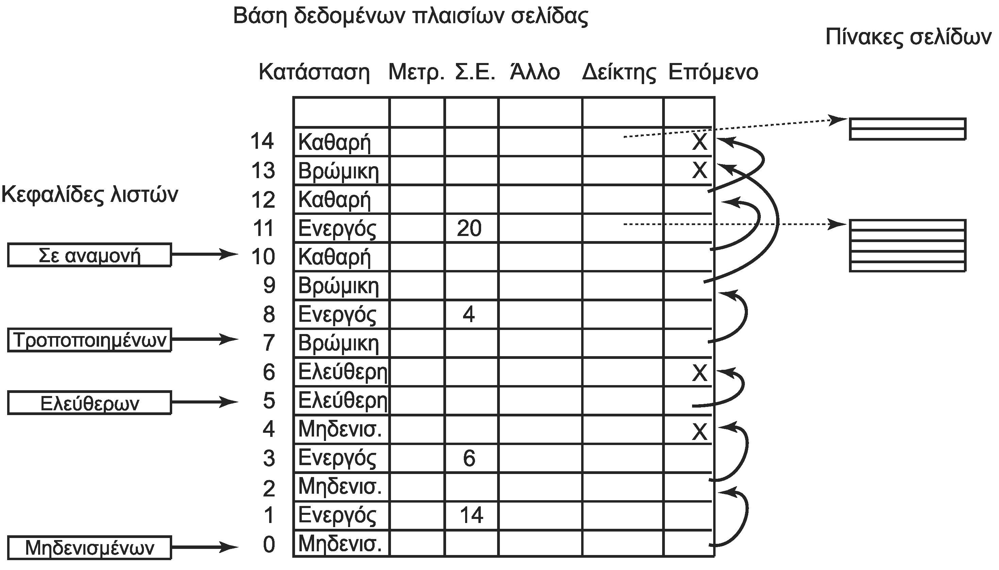 Βάση δεδομένων πλαισίων σελίδας
Πίνακες σελίδων
Κατάσταση Μετρ. Σ.Ε. Άλλο Δείκτης Επόμενο
14 Καθαρή X
13 Βρώμικη X
Κεφαλίδες λιστών
12 Καθαρή
11 Ενεργός 20
Σε αναμονή
10 Καθαρή
9 Βρώμικη
8 Ενεργός 4
Τροποποιημένων
7 Βρώμικη
6 Ελεύθερη X
Ελεύθερων
5 Ελεύθερη
4 Μηδενισ. X
3 Ενεργός 6
2 Μηδενισ.
1 Ενεργός 14
Μηδενισμένων
0 Μηδενισ.